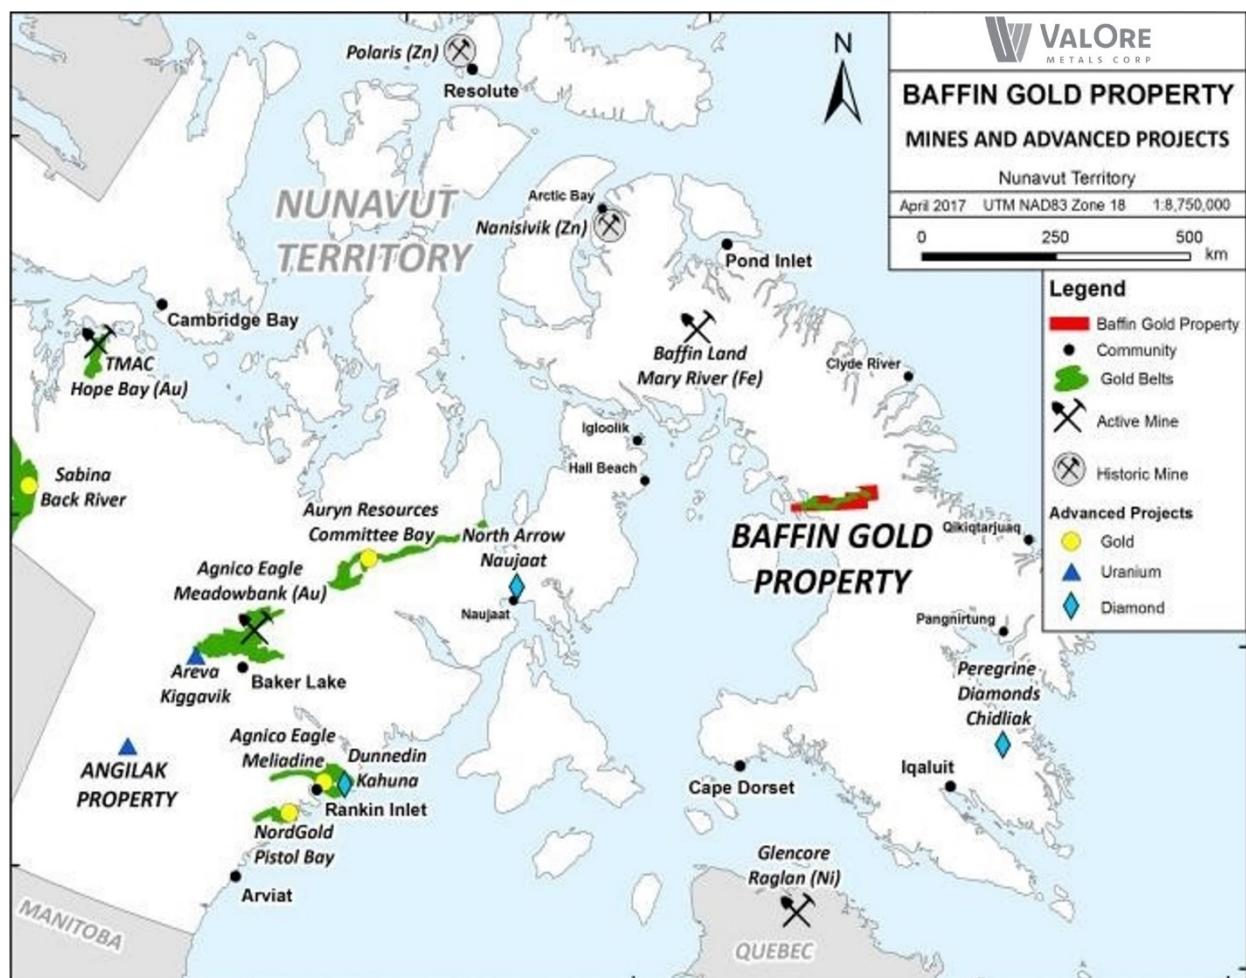 VALORE
METALS CORP
BAFFIN GOLD PROPERTY
MINES AND ADVANCED PROJECTS
Nunavut Territory
April 2017 UTM NAD83 Zone 18 1:8,750,000
0 250 500
km
N
Legend
Baffin Gold Property
Community
Gold Belts
Active Mine
Historic Mine
Advanced Projects
Gold
Uranium
Diamond
Polaris (Zn)
Resolute
NUNAVUT
TERRITORY
Arctic Bay
Nanisivik (Zn)
Pond Inlet
Cambridge Bay
TMAC
Hope Bay (Au)
Baffin Land
Mary River (Fe)
Clyde River
Igloolik
Hall Beach
Sabina
Back River
Auryn Resources
Committee Bay
North Arrow
Naujaat
Naujaat
BAFFIN GOLD
PROPERTY
Qikiqtarjuaq
Agnico Eagle
Meadowbank (Au)
Areva
Kiggavik
Baker Lake
Pangnirtung
Peregrine
Diamonds
Chidliak
ANGILAK
PROPERTY
Agnico Eagle
Meliadine
Dunnedin
Kahuna
Rankin Inlet
NordGold
Pistol Bay
Arviat
Cape Dorset
Iqaluit
Glencore
Raglan (Ni)
MANITOBA
QUEBEC